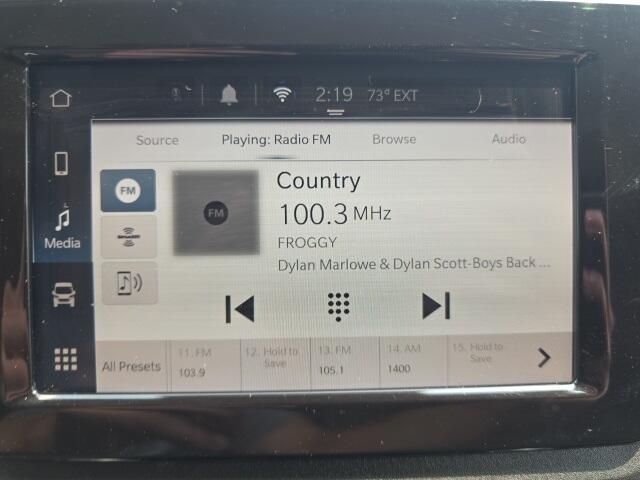 2:19 73° EXT
Source Playing: Radio FM Browse Audio
FM
FM
Country
100.3 MHz
FROGGY
Dylan Marlowe & Dylan Scott-Boys Back ...
Media
All Presets
11. FM
103.9
12. Hold to
Save
13. FM
105.1
14. AM
1400
15. Hold to
Save